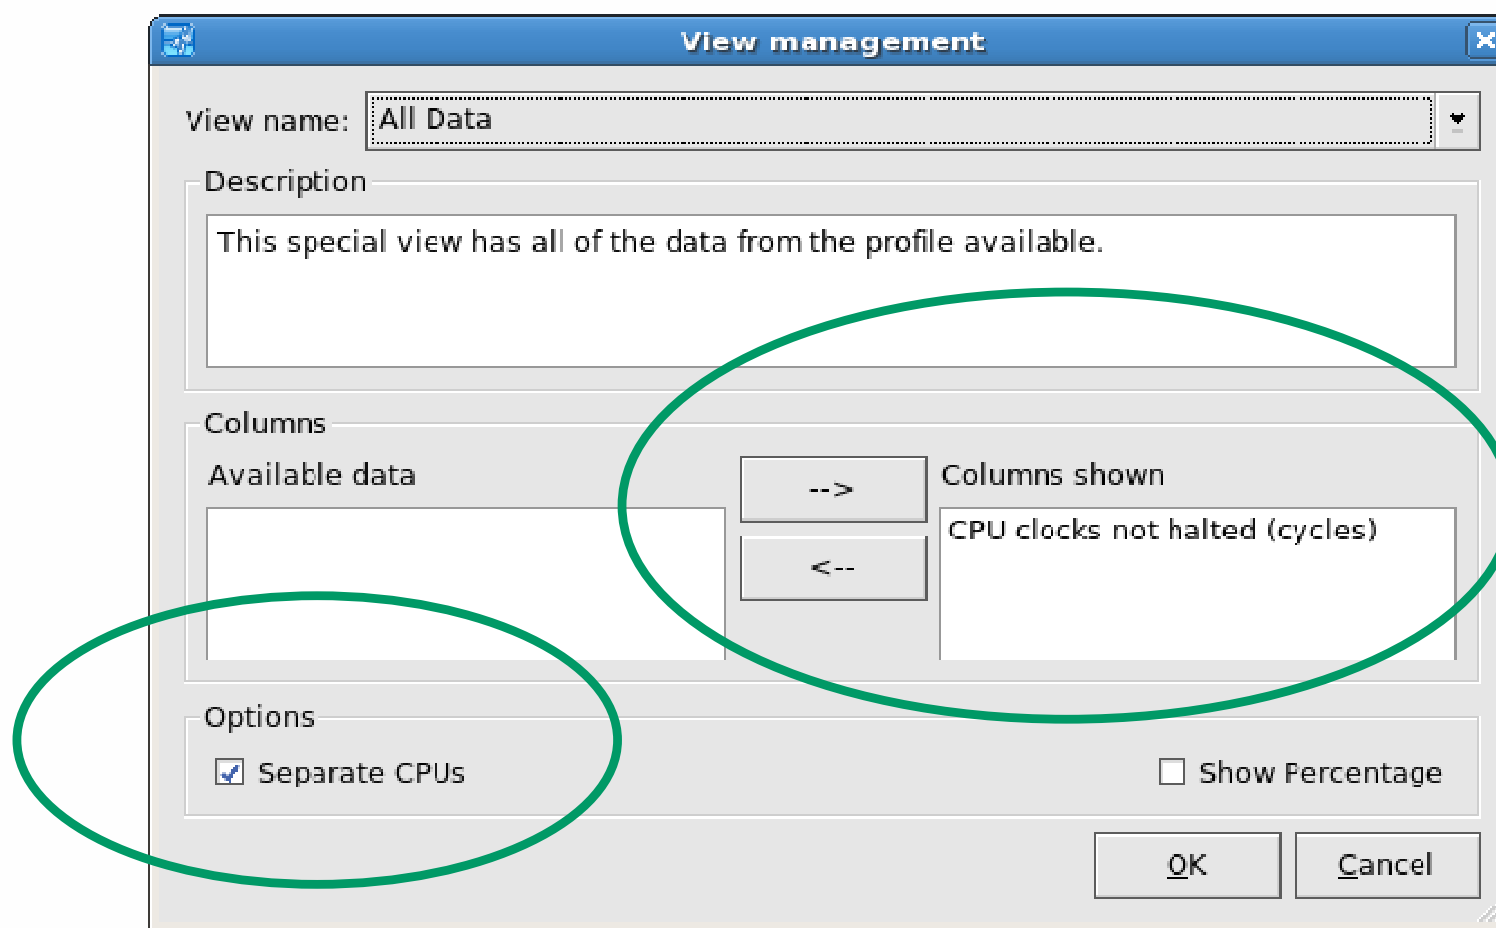 View management
View name: All Data
Description
This special view has all of the data from the profile available.
Columns
Available data
-->
<--
Columns shown
CPU clocks not halted (cycles)
Options
Separate CPUs
Show Percentage
OK
Cancel